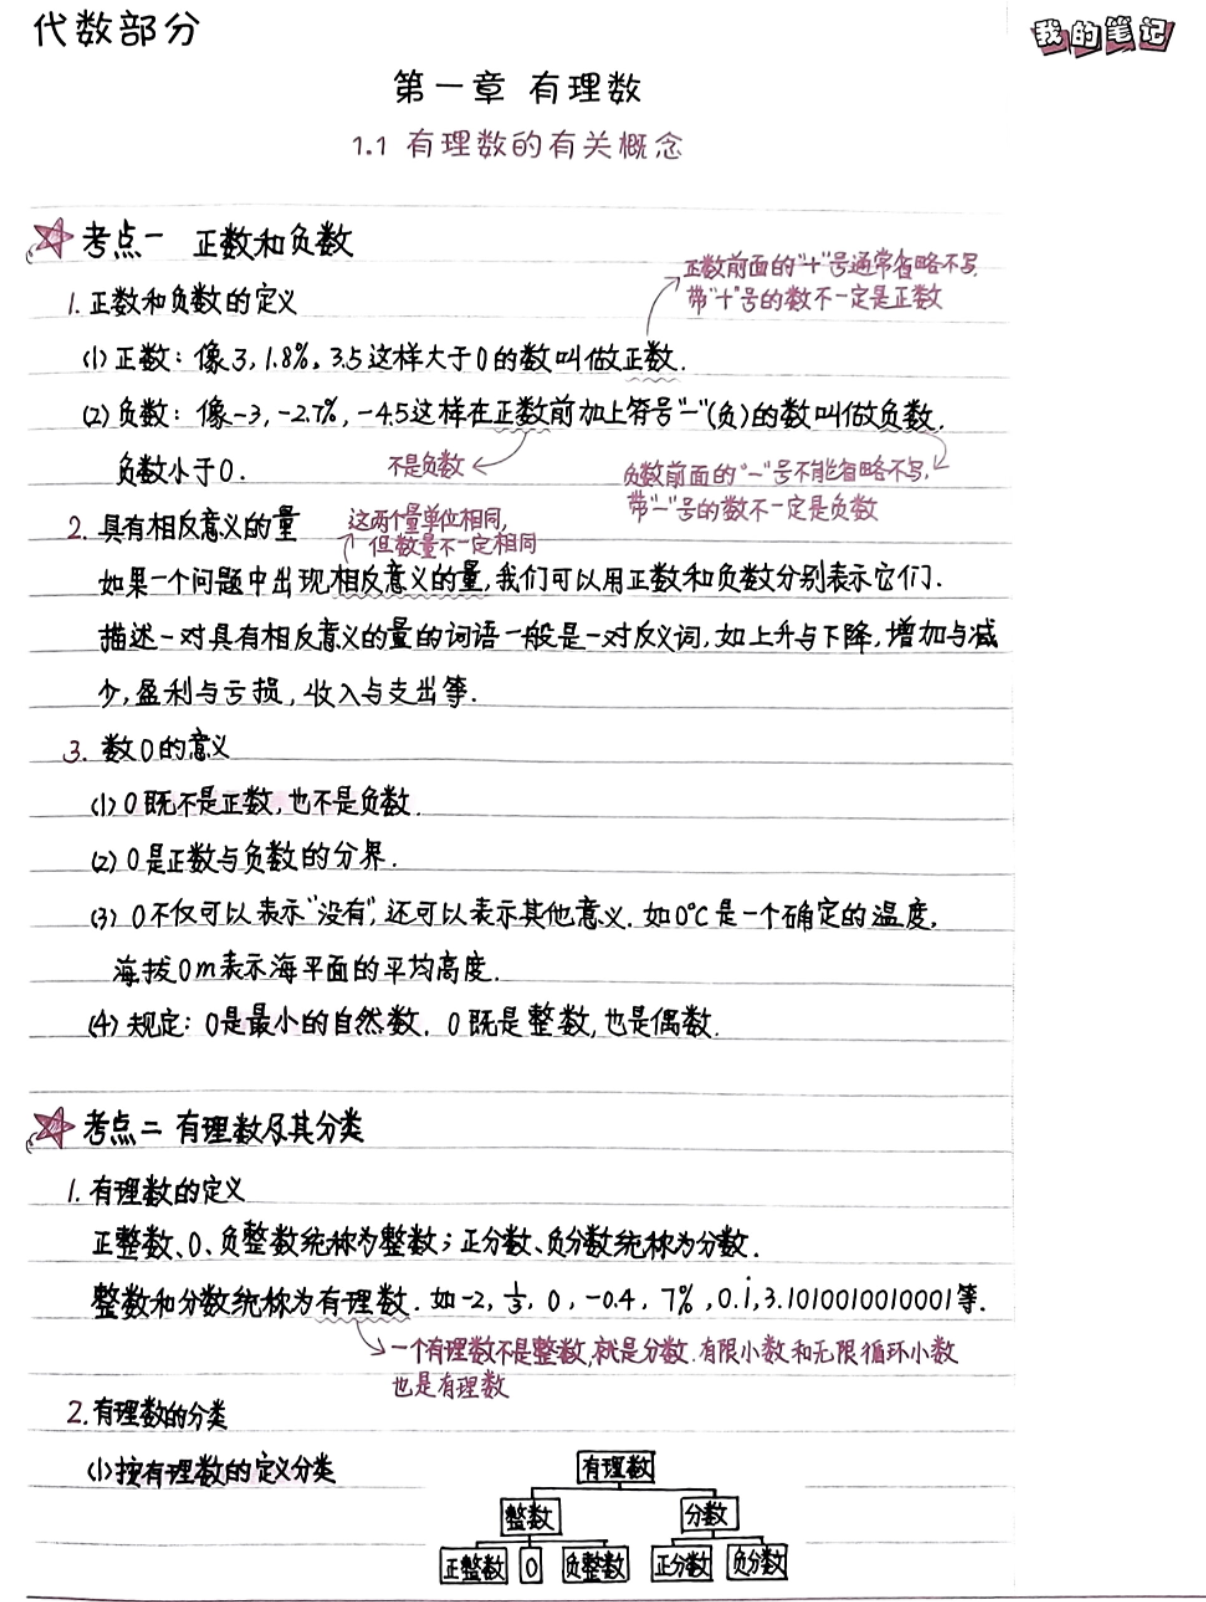 代数部分
我的笔记
第一章 有理数
1.1 有理数的有关概念
考点一 正数和负数
正数前面的“+”号通常省略不写,
带“+”号的数不一定是正数
1. 正数和负数的定义
(1) 正数: 像3, 1.8%, 3.5这样大于0的数叫做正数.
(2) 负数: 像-3, -2.7%, -4.5这样在正数前加上符号“-”(负)的数叫做负数.
负数小于0.
不是负数
负数前面的“-”号不能省略不写,
带“-”号的数不一定是负数
2. 具有相反意义的量
这两个量单位相同,
但数量不一定相同
如果一个问题中出现相反意义的量,我们可以用正数和负数分别表示它们.
描述一对具有相反意义的量的词语一般是一对反义词,如上升与下降,增加与减
少,盈利与亏损,收入与支出等.
3. 数0的意义
(1) 0既不是正数,也不是负数.
(2) 0是正数与负数的分界.
(3) 0不仅可以表示“没有”,还可以表示其他意义. 如0℃是一个确定的温度,
海拔0m表示海平面的平均高度.
(4) 规定: 0是最小的自然数. 0既是整数,也是偶数.
考点二 有理数及其分类
1. 有理数的定义
正整数、0、负整数统称为整数; 正分数、负分数统称为分数.
整数和分数统称为有理数. 如-2, 1/3, 0, -0.4, 7%, 0.1̇, 3.1010010010001等.
一个有理数不是整数,就是分数.有限小数和无限循环小数
也是有理数
2. 有理数的分类
(1) 按有理数的定义分类
有理数
整数 分数
正整数 0 负整数 正分数 负分数